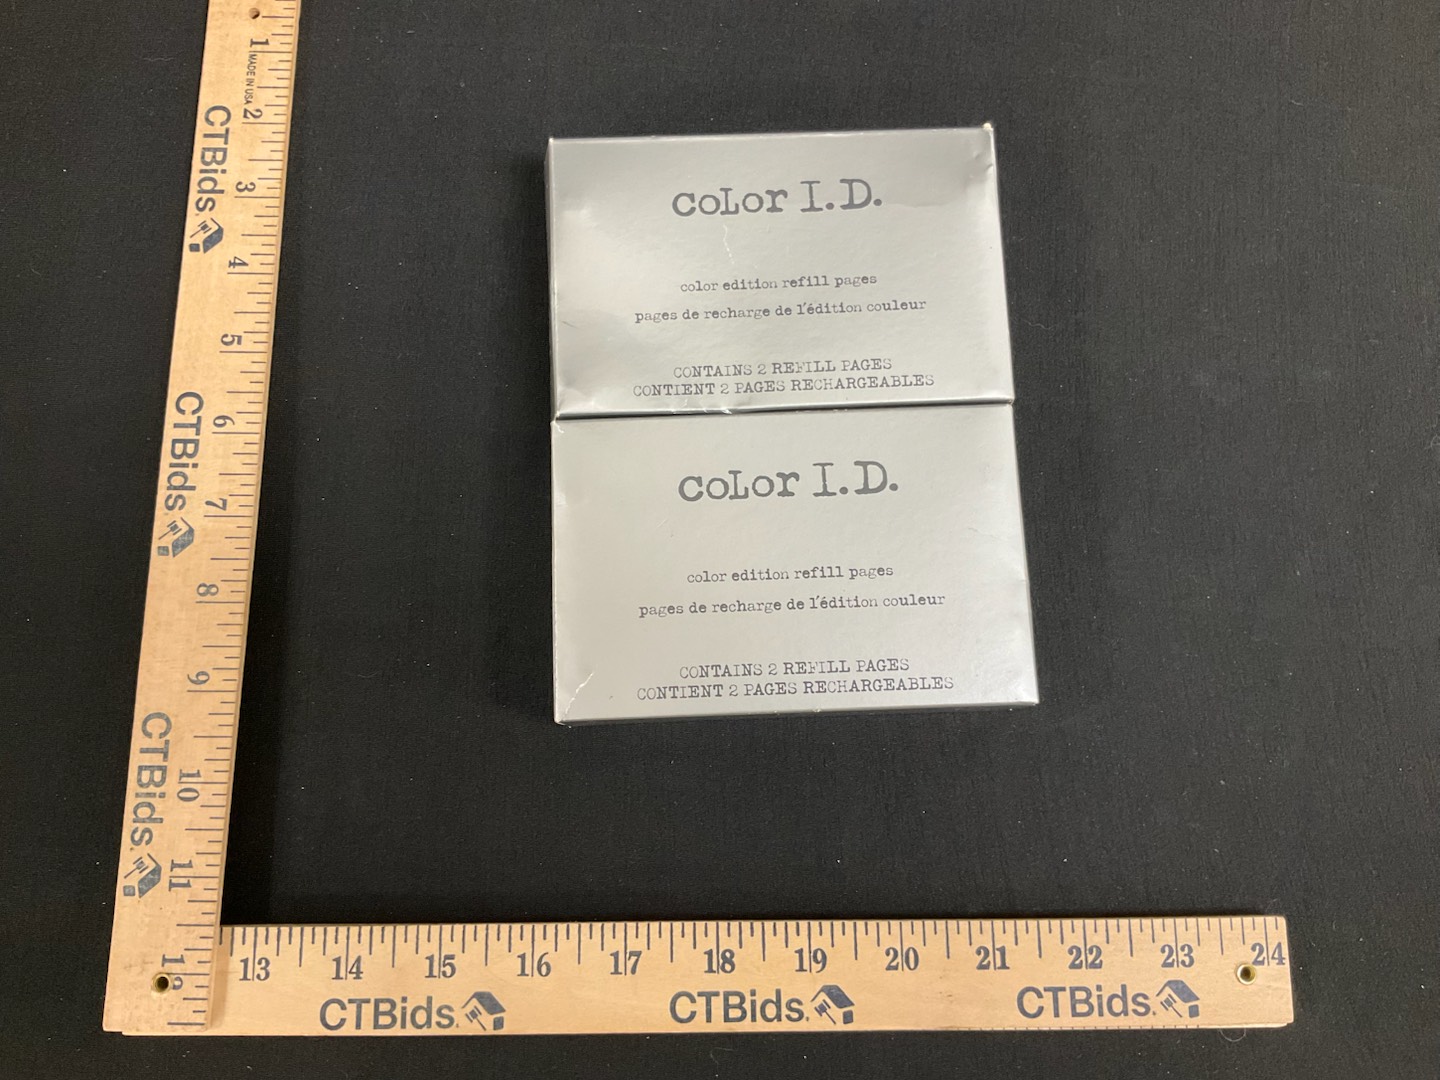 coLor I.D.
color edition refill pages
pages de recharge de l'édition couleur
CONTAINS 2 REFILL PAGES
CONTIENT 2 PAGES RECHARGEABLES
coLor I.D.
color edition refill pages
pages de recharge de l'édition couleur
CONTAINS 2 REFILL PAGES
CONTIENT 2 PAGES RECHARGEABLES
1 MADE IN USA 2 3 4 5 6 7 8 9 10 11
CTBids.
CTBids.
CTBids.
13 14 15 16 17 18 19 20 21 22 23 24
CTBids. CTBids. CTBids.